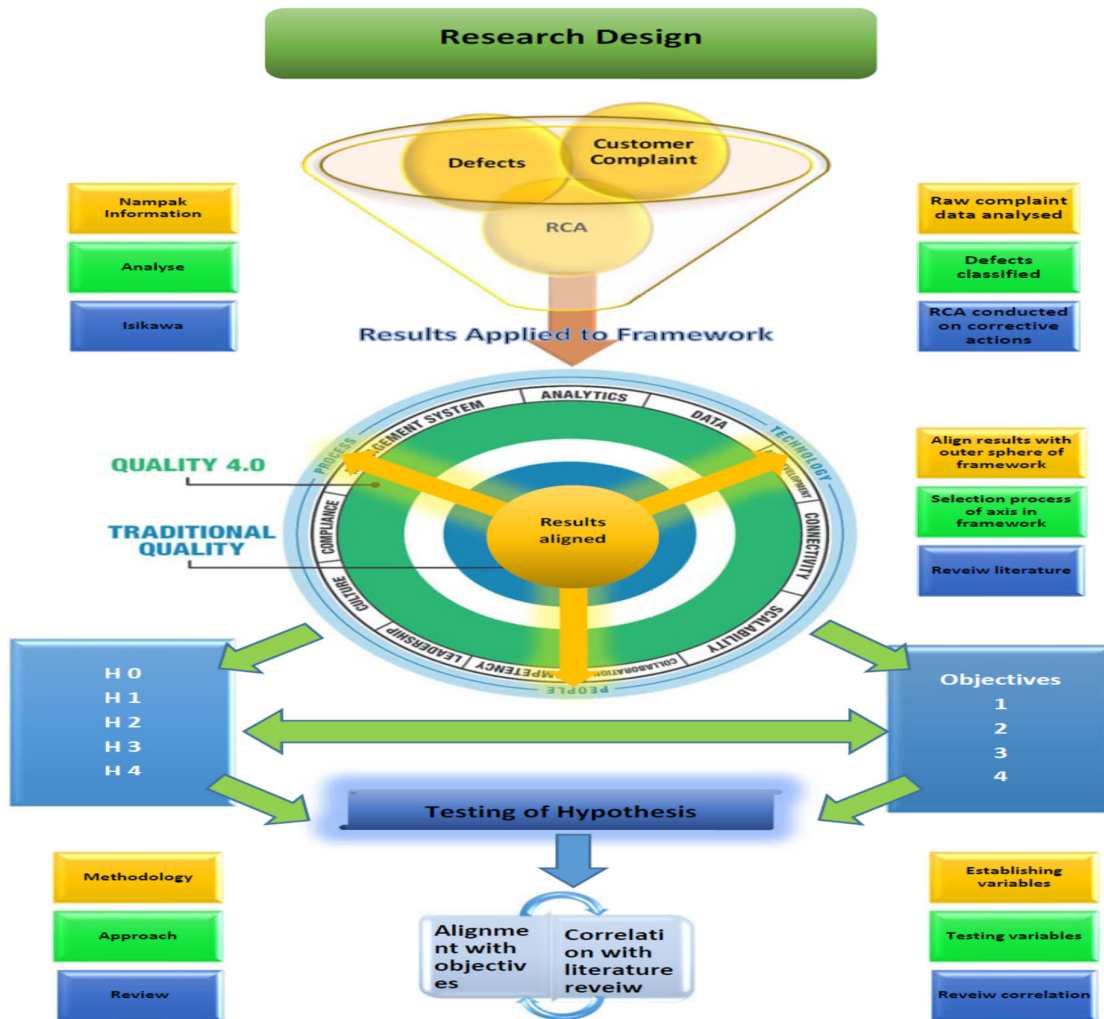 Research Design
Defects
Customer
Complaint
RCA
Nampak
Information
Analyse
Isikawa
Raw complaint
data analysed
Defects
classified
RCA conducted
on corrective
actions
Results Applied to Framework
ANALYTICS
DATA
TECHNOLOGY
CONNECTIVITY
SCALABILITY
COLLABORATION
PEOPLE
LEADERSHIP
CULTURE
COMPLIANCE
PROCESS
SYSTEM
QUALITY 4.0
TRADITIONAL
QUALITY
Results
aligned
Align results with
outer sphere of
framework
Selection process
of axis in
framework
Reveiw literature
H 0
H 1
H 2
H 3
H 4
Objectives
1
2
3
4
Testing of Hypothesis
Methodology
Approach
Review
Alignme
nt with
objectiv
es
Correlati
on with
literature
reveiw
Establishing
variables
Testing variables
Reveiw correlation